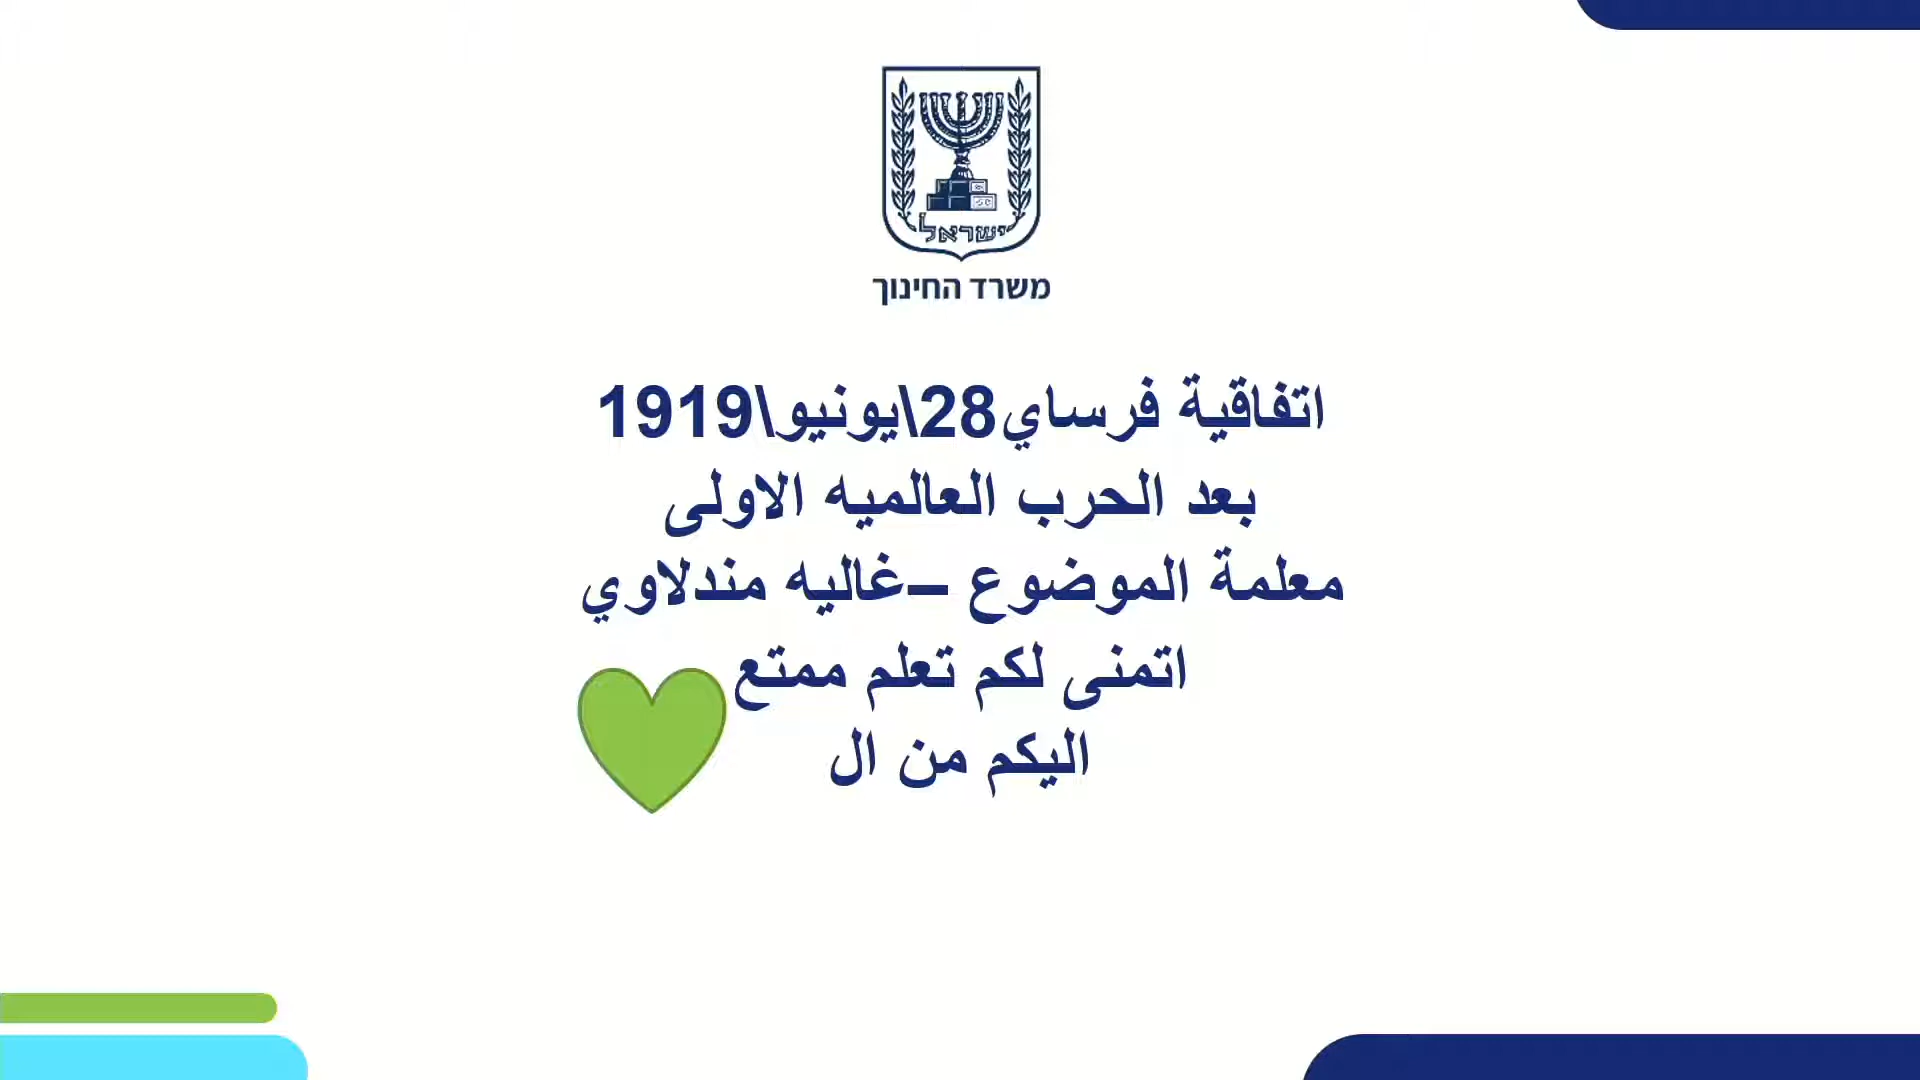 ישראל
משרד החינוך
اتفاقية فرساي28\يونيو\1919
بعد الحرب العالميه الاولى
معلمة الموضوع –غاليه مندلاوي
اتمنى لكم تعلم ممتع
اليكم من ال